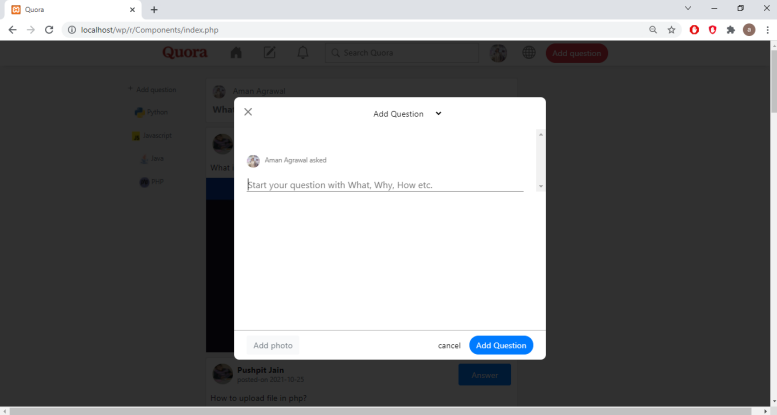 Quora
localhost/wp/r/Components/index.php
B
Quora
Search Quora
Add question
Add question
Python
Javascript
Java
PHP
Aman Agrawal
What
What
Add Question
Aman Agrawal asked
Start your question with What, Why, How etc.
Add photo
cancel
Add Question
Pushpit Jain
posted on 2021-10-25
Answer
How to upload file in php?